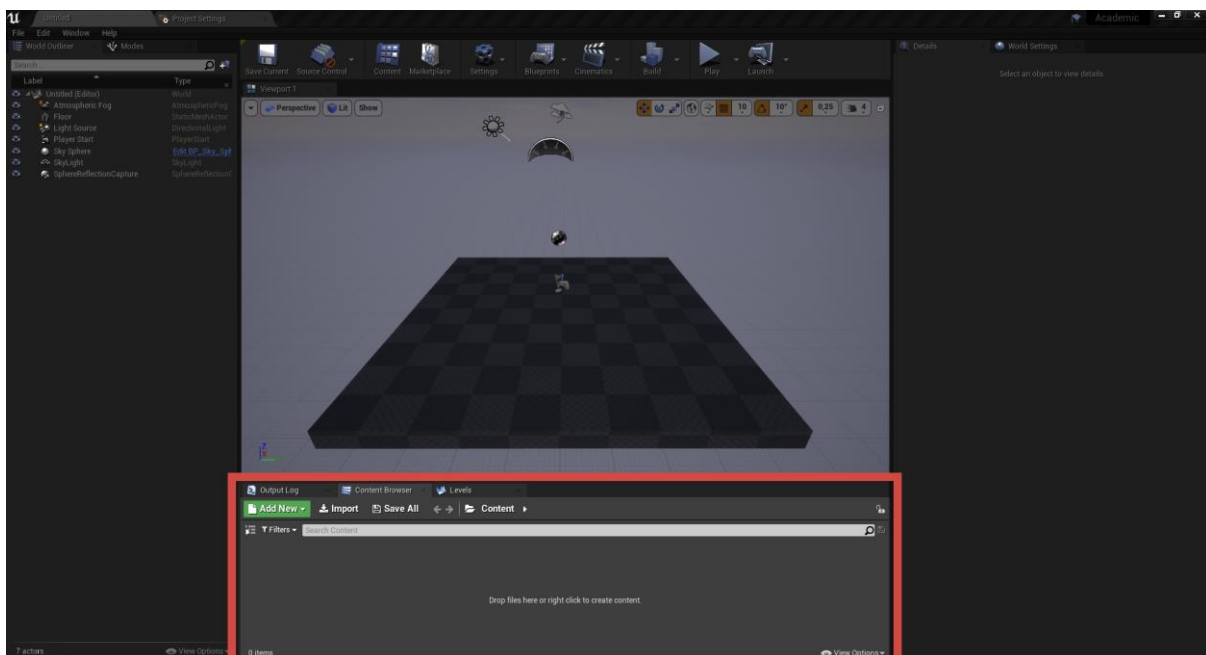 Untitled
Project Settings
Academic
File Edit Window Help
World Outliner
Modes
Search...
Label Type
Untitled (Editor) World
Atmospheric Fog AtmosphericFog
Floor StaticMeshActor
Light Source DirectionalLight
Player Start PlayerStart
Sky Sphere Edit BP_Sky_Sph
SkyLight SkyLight
SphereReflectionCapture SphereReflectionC
7 actors
View Options
Save Current Source Control Content Marketplace Settings Blueprints Cinematics Build Play Launch
Viewport 1
Perspective Lit Show
10 10° 0,25 4
Z
X
Output Log Content Browser Levels
Add New Import Save All Content
Filters Search Content
Drop files here or right click to create content.
0 items
View Options
Details
World Settings
Select an object to view details.